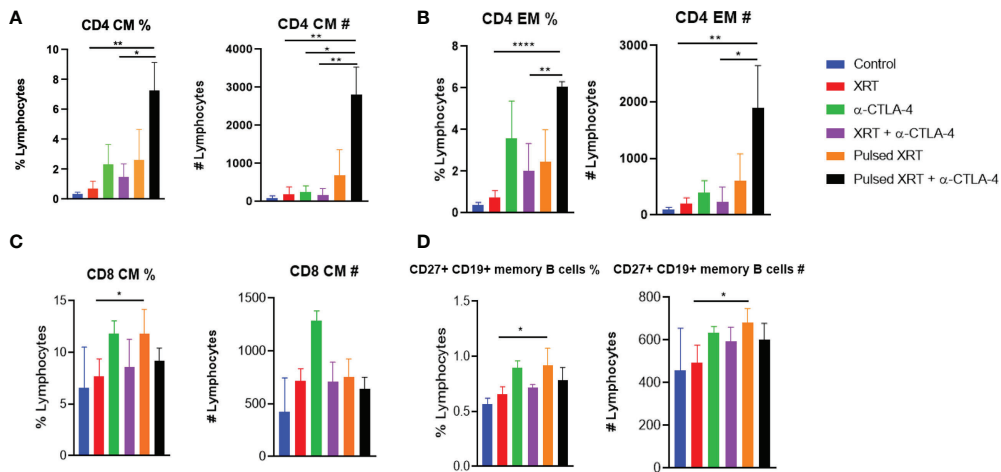 A
CD4 CM %
% Lymphocytes
10
8
6
4
2
0
**
*
CD4 CM #
# Lymphocytes
4000
3000
2000
1000
0
**
*
**
B
CD4 EM %
% Lymphocytes
8
6
4
2
0
****
**
CD4 EM #
# Lymphocytes
3000
2000
1000
0
**
*
Control
XRT
α-CTLA-4
XRT + α-CTLA-4
Pulsed XRT
Pulsed XRT + α-CTLA-4
C
CD8 CM %
% Lymphocytes
15
10
5
0
*
CD8 CM #
# Lymphocytes
1500
1000
500
0
D
CD27+ CD19+ memory B cells %
% Lymphocytes
1.5
1.0
0.5
0.0
*
CD27+ CD19+ memory B cells #
# Lymphocytes
800
600
400
200
0
*